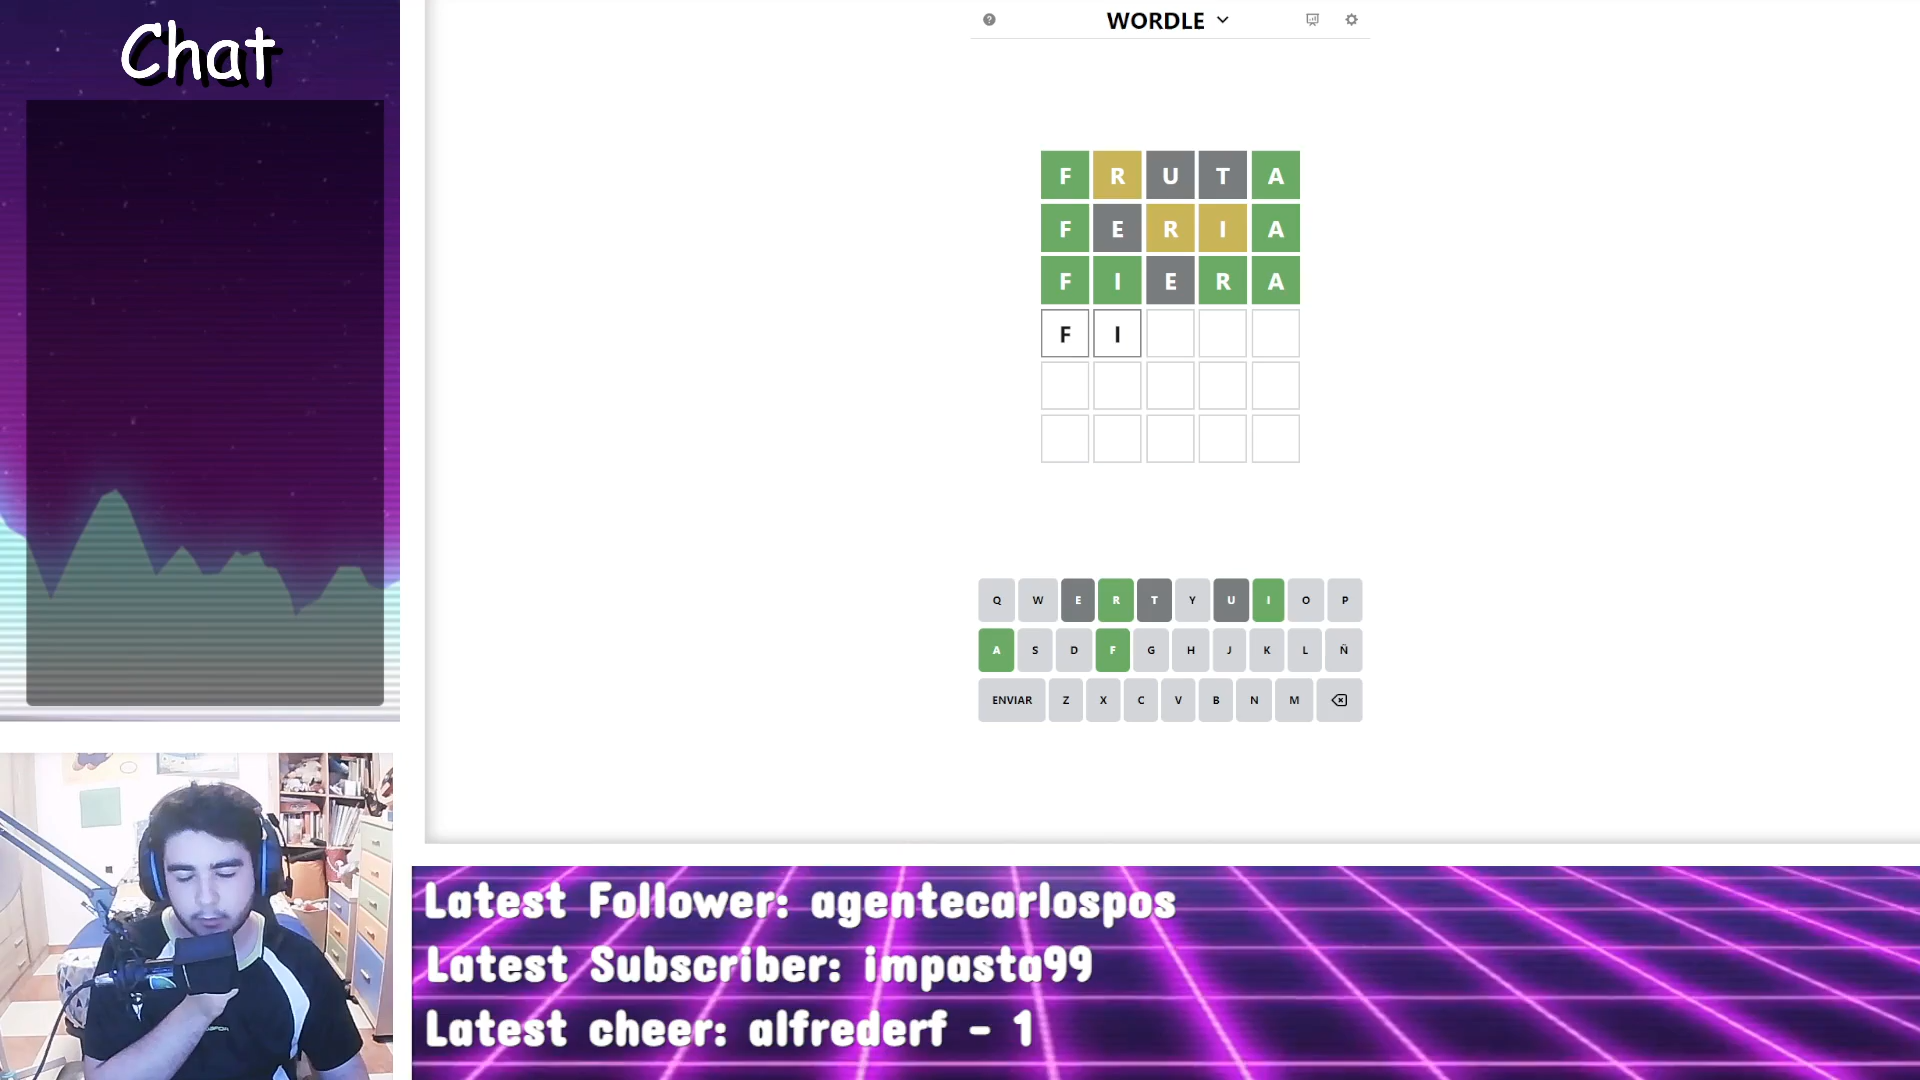 Chat
WORDLE
F R U T A
F E R I A
F I E R A
F I
Q W E R T Y U I O P
A S D F G H J K L Ñ
ENVIAR Z X C V B N M
Latest Follower: agentecarlospos
Latest Subscriber: impasta99
Latest cheer: alfrederf - 1